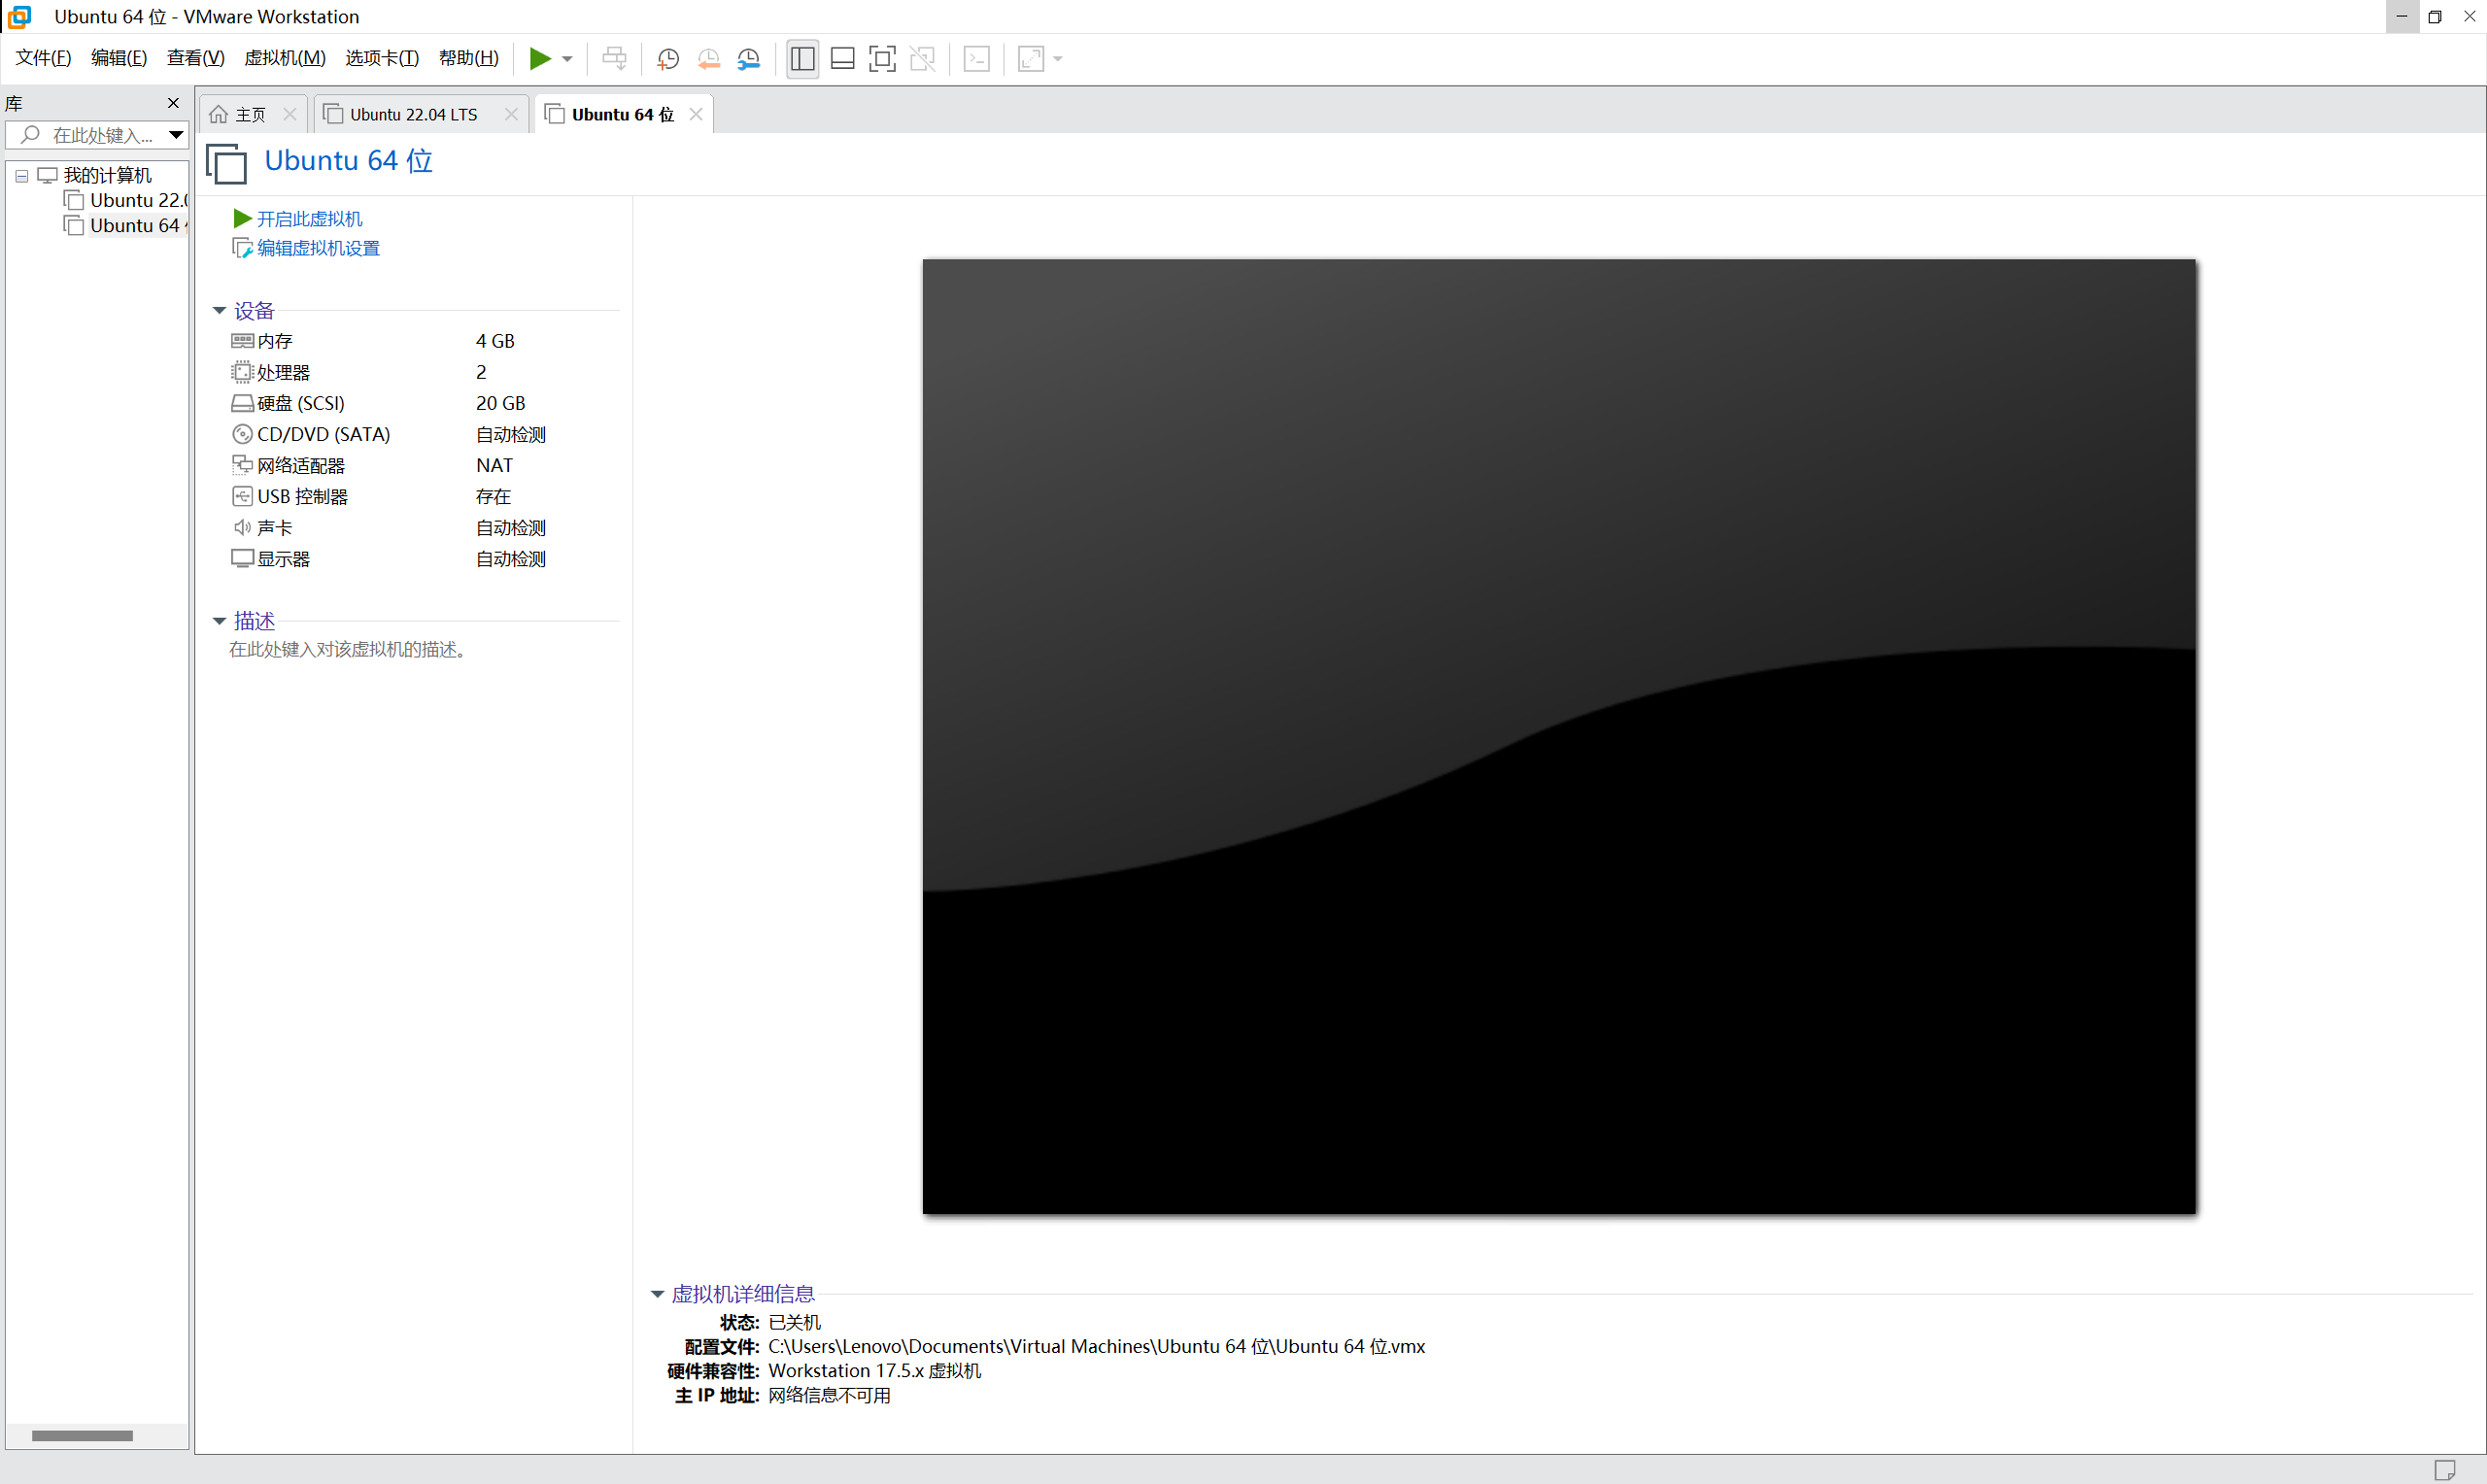 Ubuntu 64 位 - VMware Workstation
文件(F) 编辑(E) 查看(V) 虚拟机(M) 选项卡(T) 帮助(H)
库
在此处键入...
我的计算机
Ubuntu 22.0
Ubuntu 64
主页
Ubuntu 22.04 LTS
Ubuntu 64 位
Ubuntu 64 位
开启此虚拟机
编辑虚拟机设置
设备
内存 4 GB
处理器 2
硬盘 (SCSI) 20 GB
CD/DVD (SATA) 自动检测
网络适配器 NAT
USB 控制器 存在
声卡 自动检测
显示器 自动检测
描述
在此处键入对该虚拟机的描述。
虚拟机详细信息
状态: 已关机
配置文件: C:\Users\Lenovo\Documents\Virtual Machines\Ubuntu 64 位\Ubuntu 64 位.vmx
硬件兼容性: Workstation 17.5.x 虚拟机
主 IP 地址: 网络信息不可用